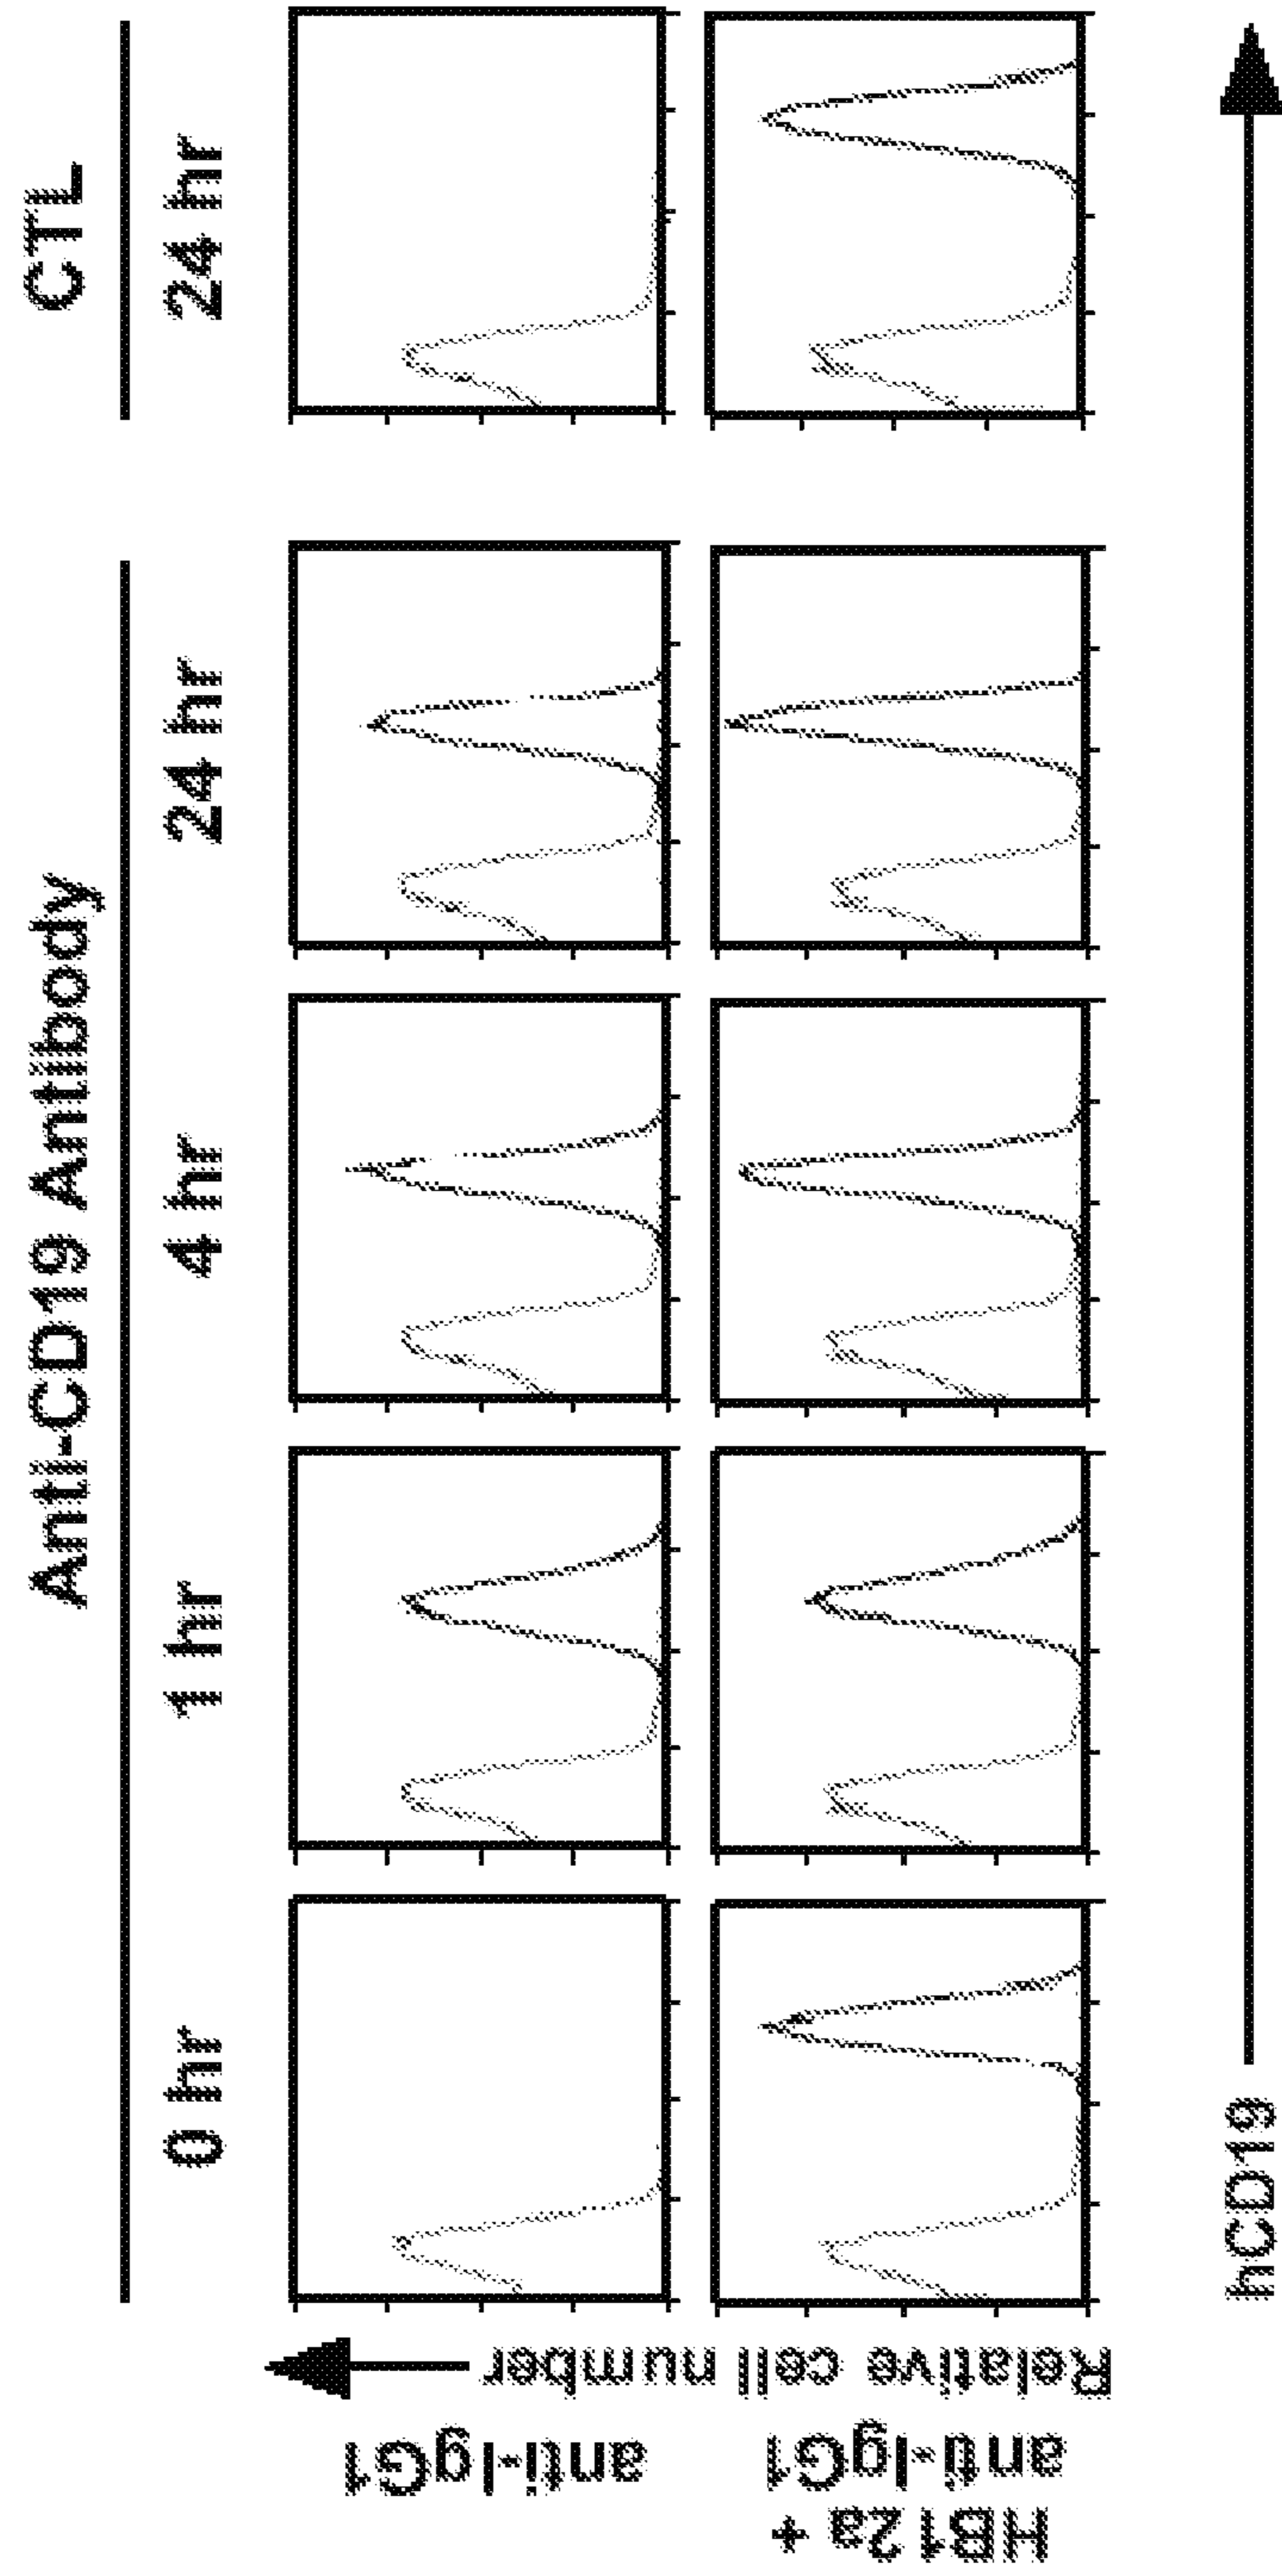 Anti-CD19 Antibody
CTL
0 hr
1 hr
4 hr
24 hr
24 hr
anti-IgG1
HB12a +
anti-IgG1
Relative cell number
hCD19